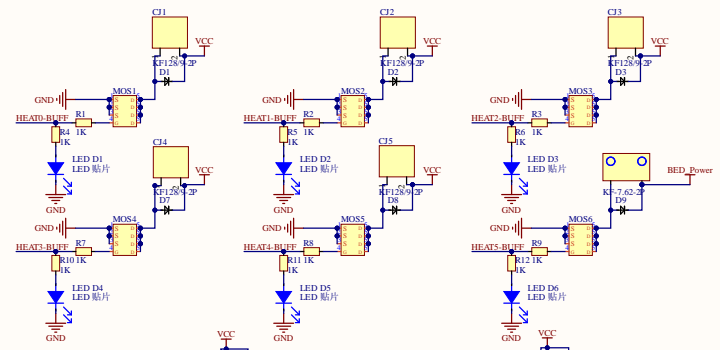 CJ1
VCC
KF128/9-2P
D1
MOS1
GND
HEAT0-BUFF
R1
1K
R4
1K
LED D1
LED 贴片
GND
CJ2
VCC
KF128/9-2P
D2
MOS2
GND
HEAT1-BUFF
R2
1K
R5
1K
LED D2
LED 贴片
GND
CJ3
VCC
KF128/9-2P
D3
MOS3
GND
HEAT2-BUFF
R3
1K
R6
1K
LED D3
LED 贴片
GND
CJ4
VCC
KF128/9-2P
D7
MOS4
GND
HEAT3-BUFF
R7
1K
R10
1K
LED D4
LED 贴片
GND
CJ5
VCC
KF128/9-2P
D8
MOS5
GND
HEAT4-BUFF
R8
1K
R11
1K
LED D5
LED 贴片
GND
BED_Power
KF-7.62-2P
D9
MOS6
GND
HEAT5-BUFF
R9
1K
R12
1K
LED D6
LED 贴片
GND
VCC
VCC